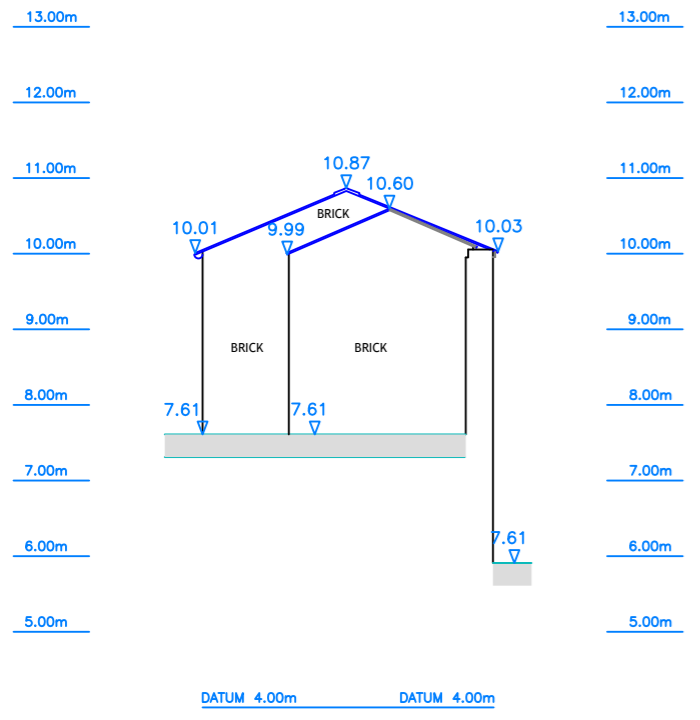 13.00m 13.00m
12.00m 12.00m
11.00m 11.00m
10.87
10.60
BRICK
10.01 9.99 10.03
10.00m 10.00m
9.00m 9.00m
BRICK BRICK
8.00m 8.00m
7.61 7.61
7.00m 7.00m
7.61
6.00m 6.00m
5.00m 5.00m
DATUM 4.00m DATUM 4.00m